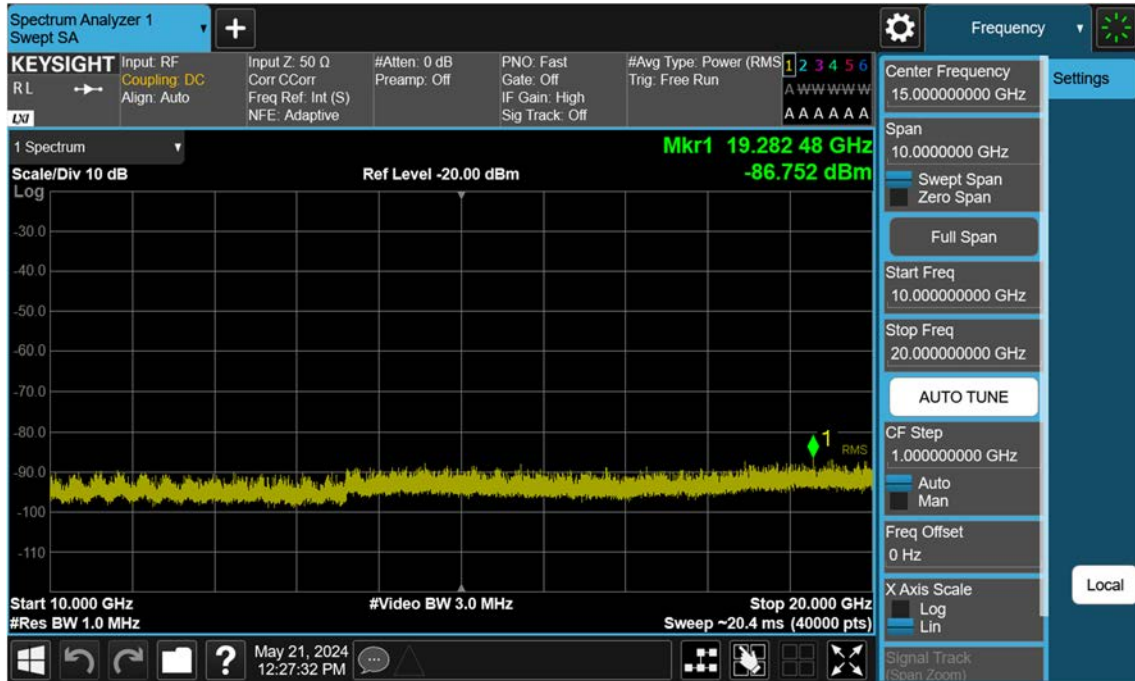 Spectrum Analyzer 1
Swept SA
+
Frequency
KEYSIGHT
R L
LXI
Input: RF
Coupling: DC
Align: Auto
Input Z: 50 Ω
Corr CCorr
Freq Ref: Int (S)
NFE: Adaptive
#Atten: 0 dB
Preamp: Off
PNO: Fast
Gate: Off
IF Gain: High
Sig Track: Off
#Avg Type: Power (RMS
Trig: Free Run
1 2 3 4 5 6
A W W W W W
A A A A A A
1 Spectrum
Scale/Div 10 dB
Log
Ref Level -20.00 dBm
Mkr1 19.282 48 GHz
-86.752 dBm
-30.0
-40.0
-50.0
-60.0
-70.0
-80.0
-90.0
-100
-110
1
RMS
Start 10.000 GHz
#Res BW 1.0 MHz
#Video BW 3.0 MHz
Stop 20.000 GHz
Sweep ~20.4 ms (40000 pts)
?
May 21, 2024
12:27:32 PM
Center Frequency
15.000000000 GHz
Span
10.0000000 GHz
Swept Span
Zero Span
Full Span
Start Freq
10.000000000 GHz
Stop Freq
20.000000000 GHz
AUTO TUNE
CF Step
1.000000000 GHz
Auto
Man
Freq Offset
0 Hz
X Axis Scale
Log
Lin
Signal Track
(Span Zoom)
Settings
Local